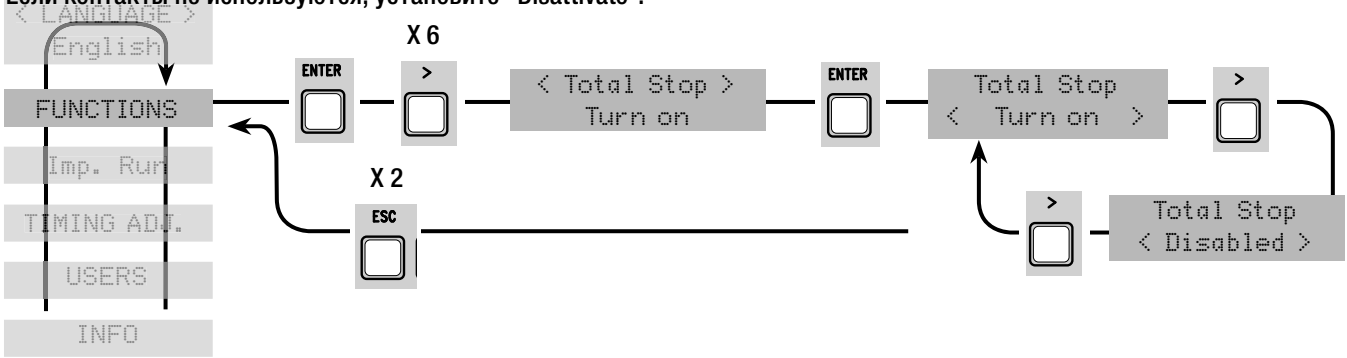 Если контакты не используются, установите "Disattivato".
< LANGUAGE >
English
FUNCTIONS
Imp. Run
TIMING ADJ.
USERS
INFO
ENTER
X 6
>
< Total Stop >
Turn on
ENTER
Total Stop
< Turn on >
>
X 2
ESC
>
Total Stop
< Disabled >